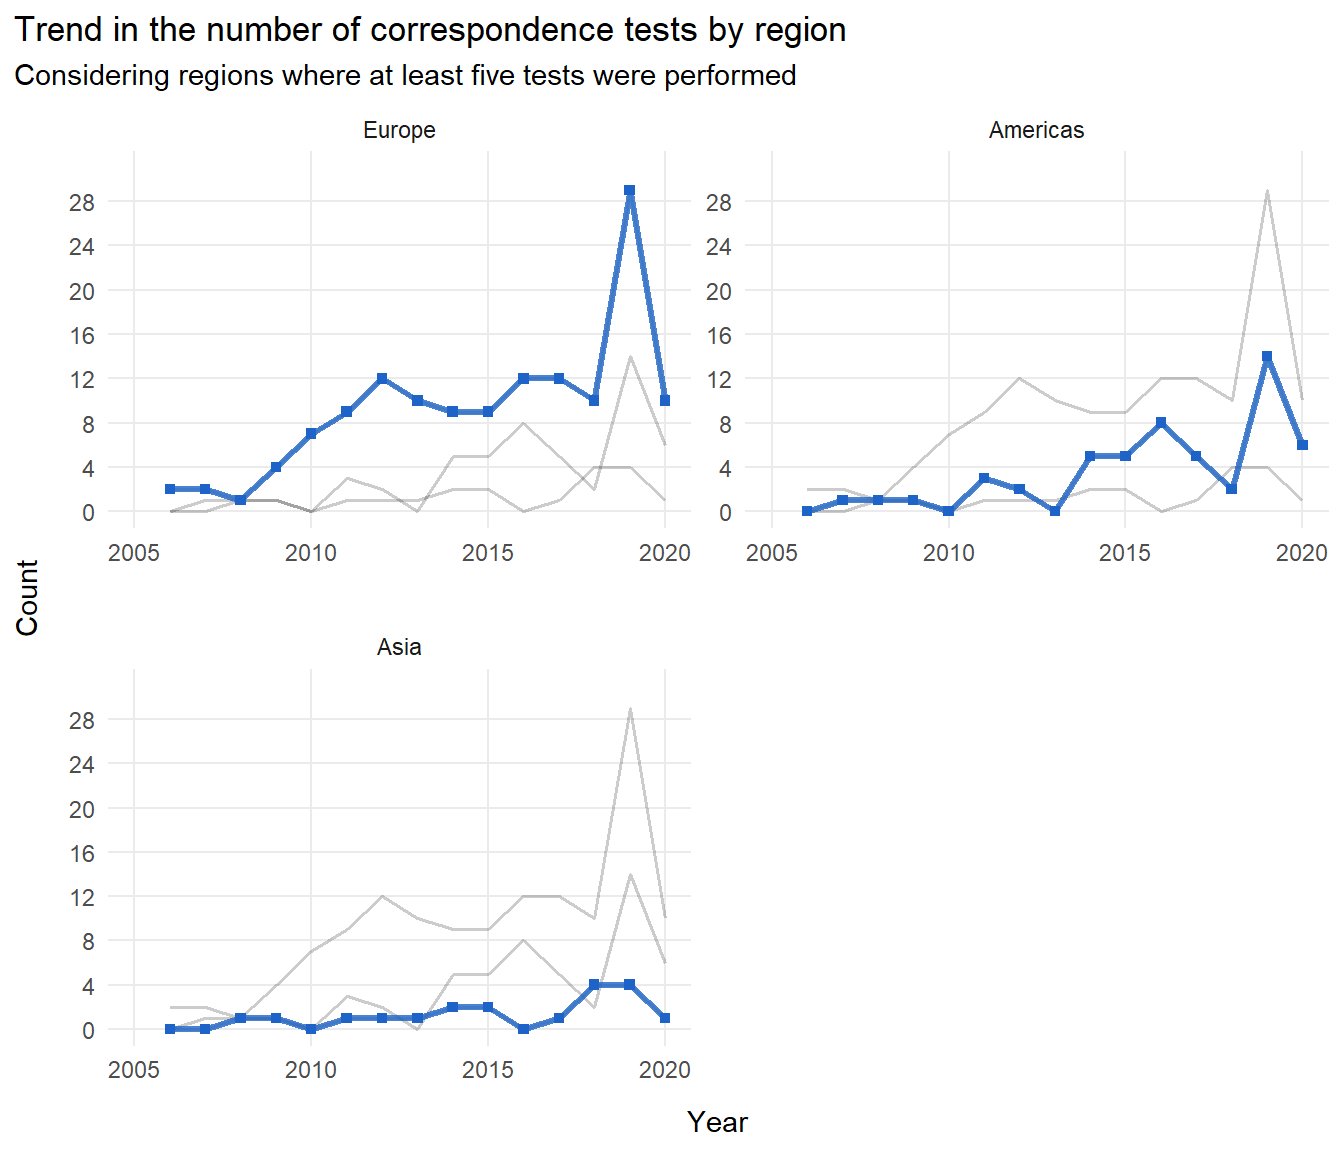 Trend in the number of correspondence tests by region
Considering regions where at least five tests were performed
Europe
28
24
20
16
12
8
4
0
2005 2010 2015 2020
Americas
28
24
20
16
12
8
4
0
2005 2010 2015 2020
Count
Asia
28
24
20
16
12
8
4
0
2005 2010 2015 2020
Year